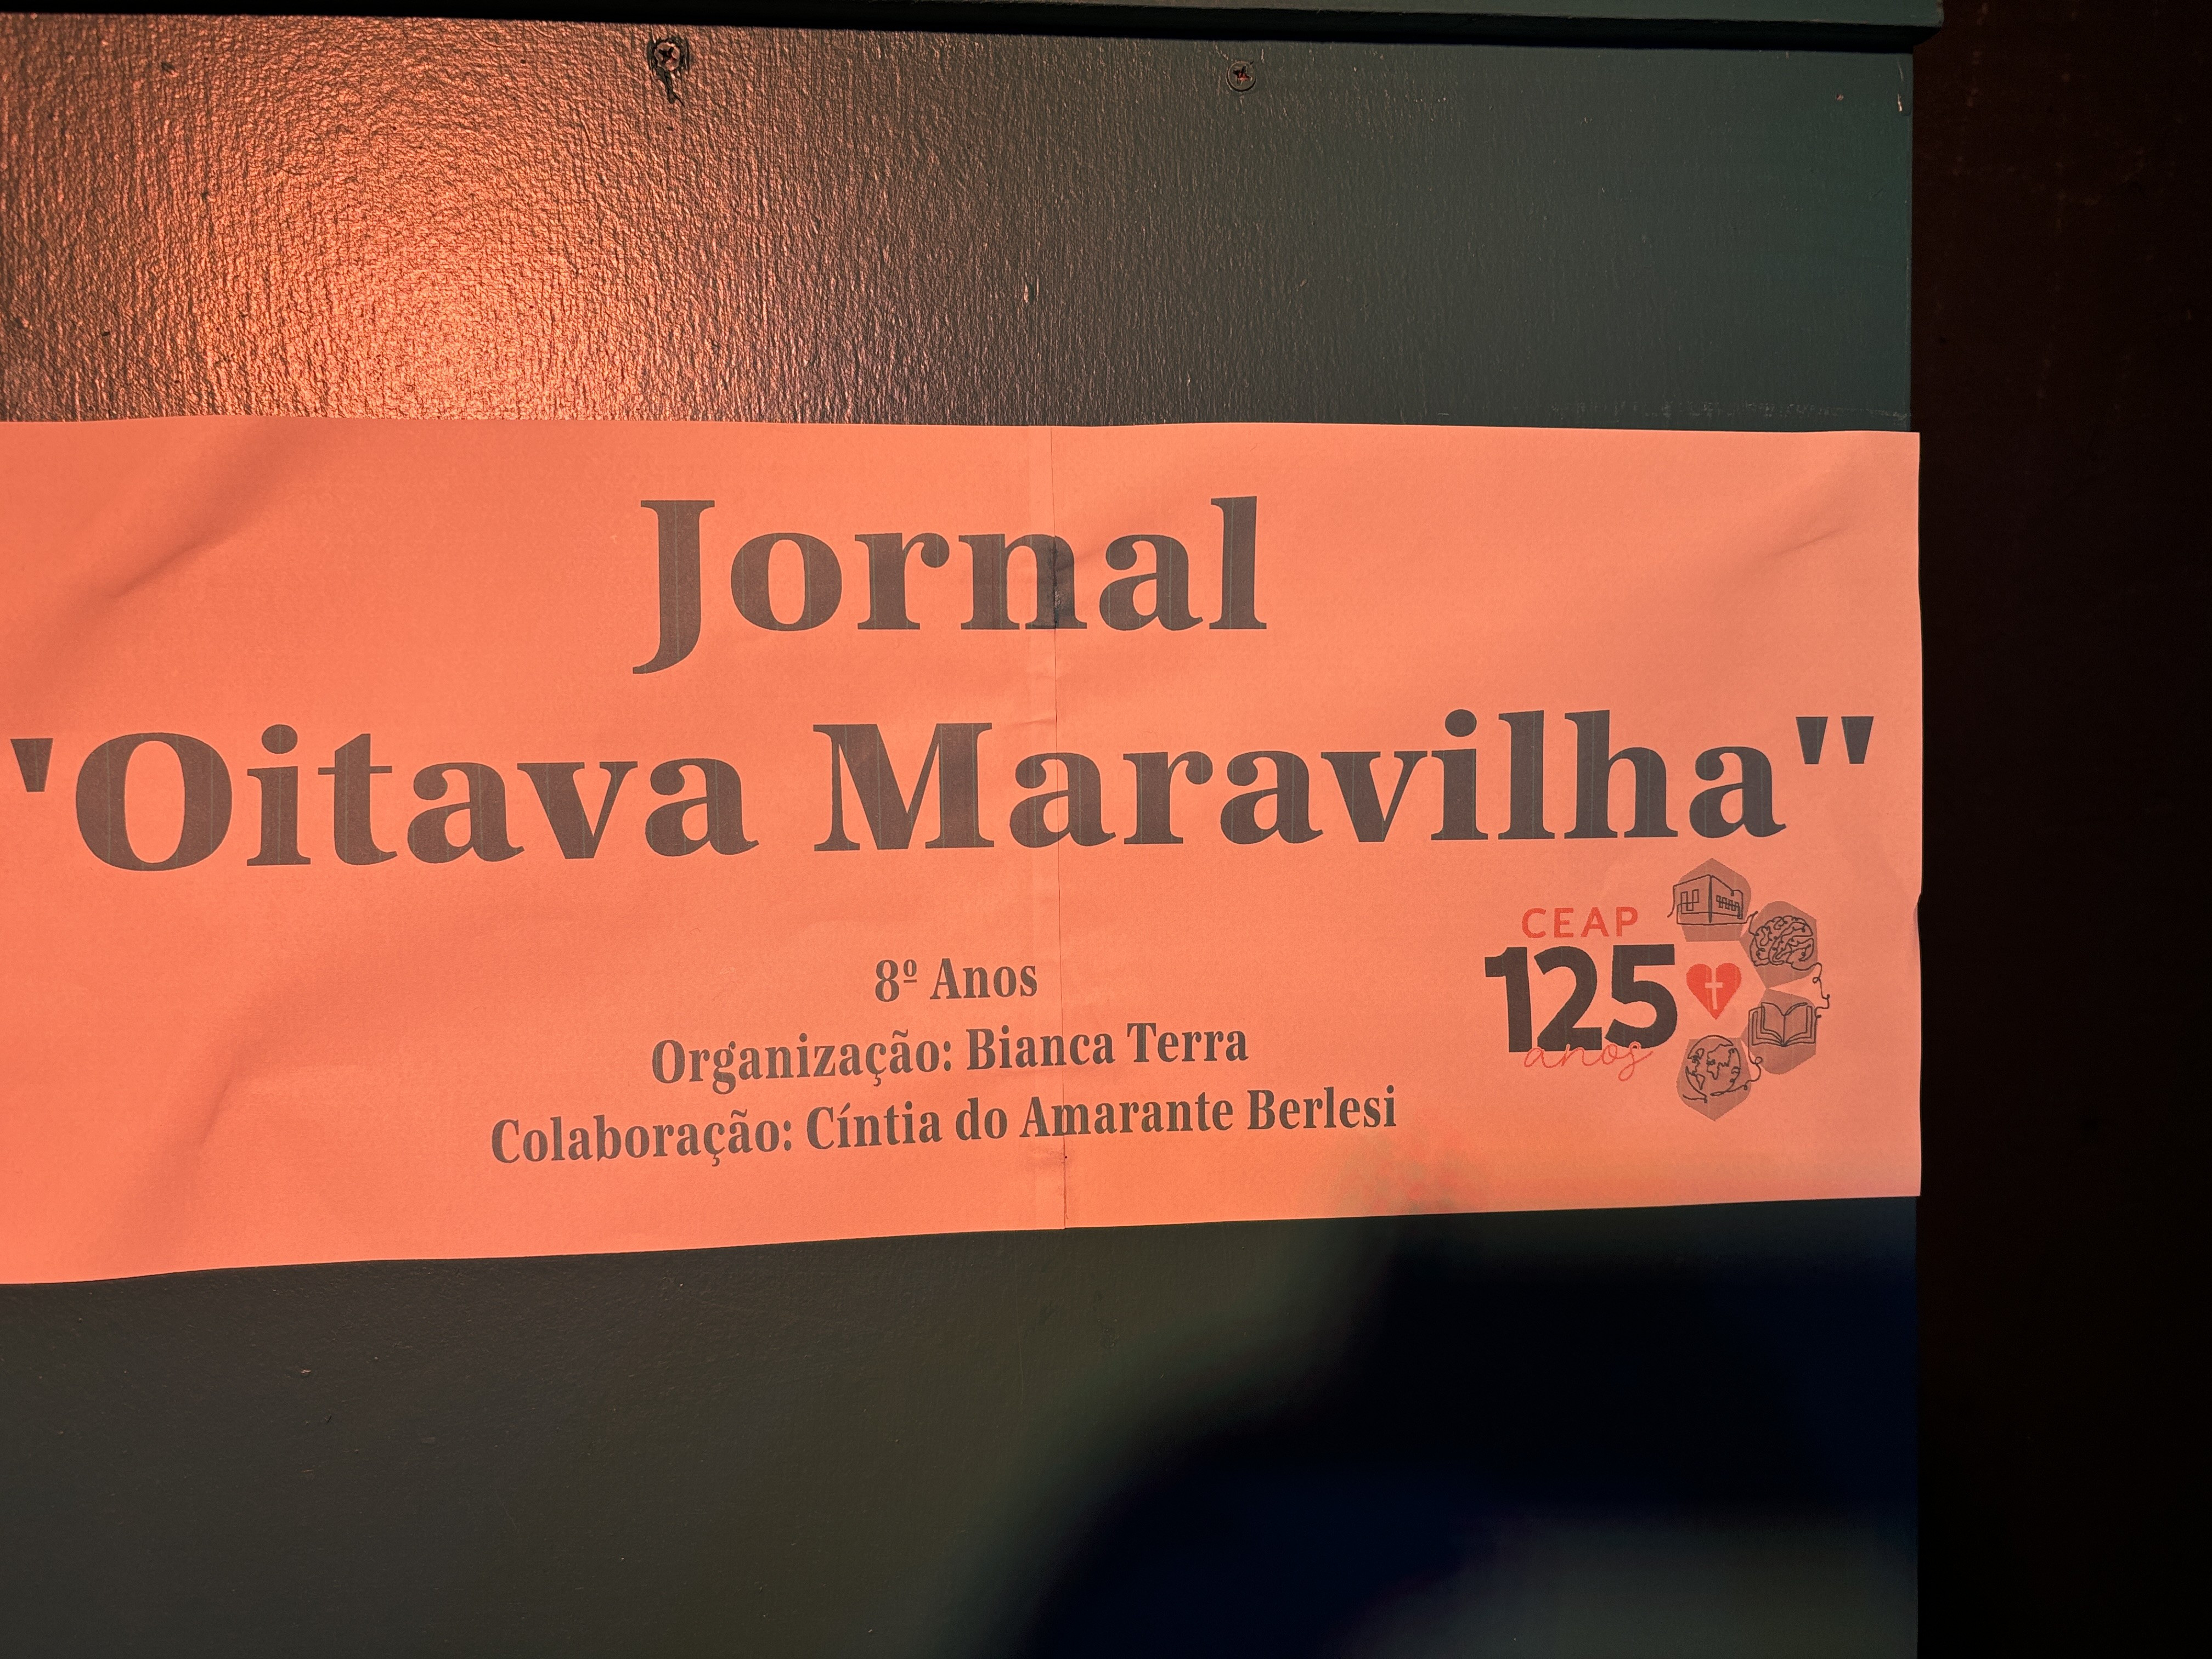 Jornal
"Oitava Maravilha"
8º Anos
Organização: Bianca Terra
Colaboração: Cíntia do Amarante Berlesi
CEAP
125
anos